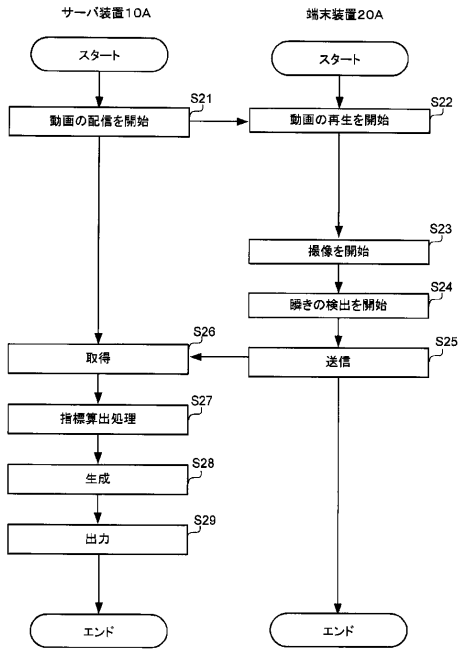 サーバ装置10A
端末装置20A
スタート
スタート
S21
動画の配信を開始
S22
動画の再生を開始
S23
撮像を開始
S24
瞬きの検出を開始
S25
送信
S26
取得
S27
指標算出処理
S28
生成
S29
出力
エンド
エンド